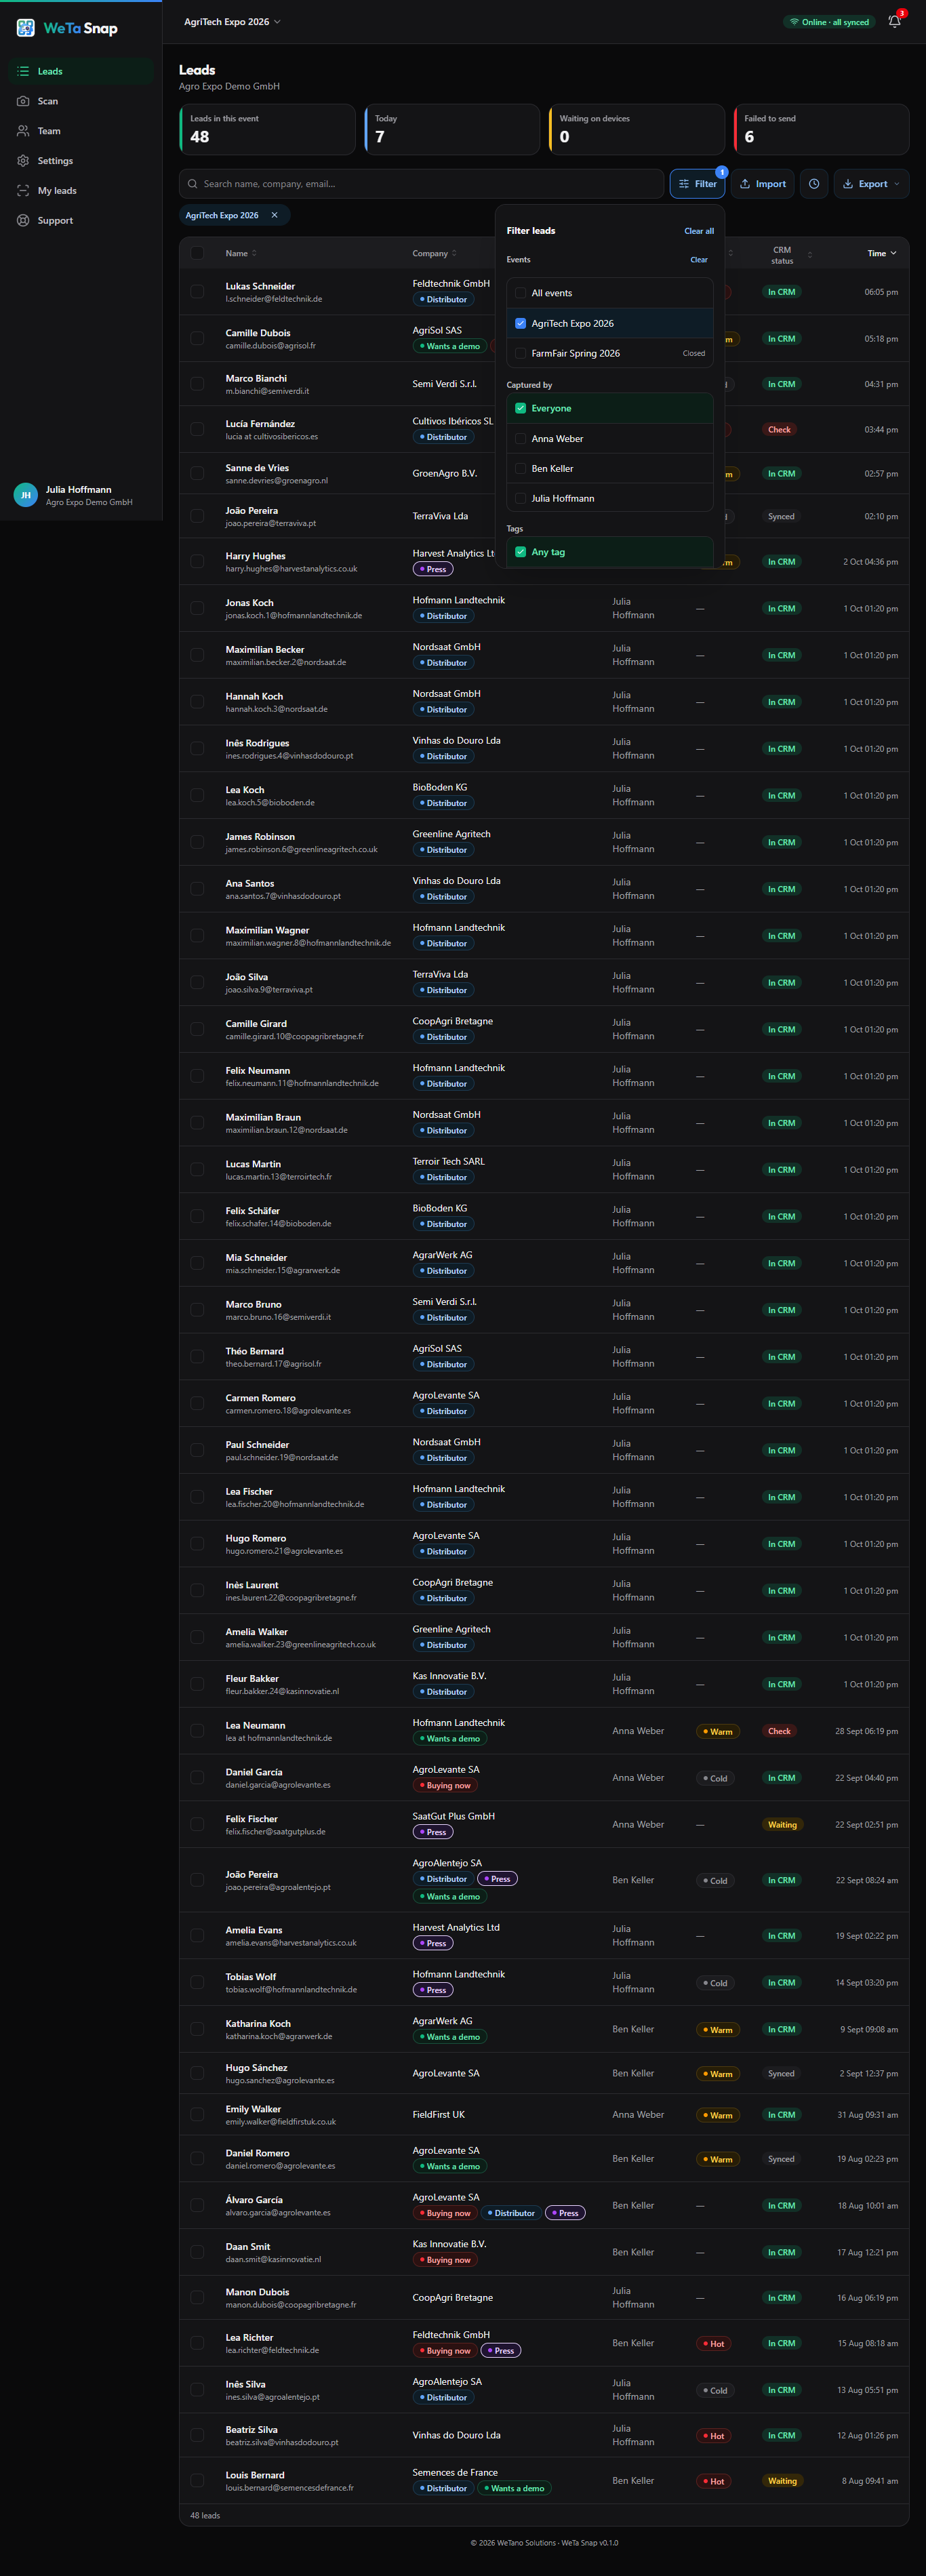 WeTa Snap
AgriTech Expo 2026
Online · all synced
3
Leads
Scan
Team
Settings
My leads
Support
JH
Julia Hoffmann
Agro Expo Demo GmbH
Leads
Agro Expo Demo GmbH
Leads in this event
48
Today
7
Waiting on devices
0
Failed to send
6
Search name, company, email...
Filter
1
Import
Export
AgriTech Expo 2026
Filter leads
Clear all
Events
Clear
All events
AgriTech Expo 2026
FarmFair Spring 2026
Closed
Captured by
Everyone
Anna Weber
Ben Keller
Julia Hoffmann
Tags
Any tag
Name
Company
CRM
status
Time
Lukas Schneider
l.schneider@feldtechnik.de
Feldtechnik GmbH
Distributor
In CRM
06:05 pm
Camille Dubois
camille.dubois@agrisol.fr
AgriSol SAS
Wants a demo
In CRM
05:18 pm
Marco Bianchi
m.bianchi@semiverdi.it
Semi Verdi S.r.l.
In CRM
04:31 pm
Lucía Fernández
lucia at cultivosibericos.es
Cultivos Ibéricos SL
Distributor
Check
03:44 pm
Sanne de Vries
sanne.devries@groenagro.nl
GroenAgro B.V.
In CRM
02:57 pm
João Pereira
joao.pereira@terraviva.pt
TerraViva Lda
Synced
02:10 pm
Harry Hughes
harry.hughes@harvestanalytics.co.uk
Harvest Analytics
Press
In CRM
2 Oct 04:36 pm
Jonas Koch
jonas.koch.1@hofmannlandtechnik.de
Hofmann Landtechnik
Distributor
Julia
Hoffmann
—
In CRM
1 Oct 01:20 pm
Maximilian Becker
maximilian.becker.2@nordsaat.de
Nordsaat GmbH
Distributor
Julia
Hoffmann
—
In CRM
1 Oct 01:20 pm
Hannah Koch
hannah.koch.3@nordsaat.de
Nordsaat GmbH
Distributor
Julia
Hoffmann
—
In CRM
1 Oct 01:20 pm
Inês Rodrigues
ines.rodrigues.4@vinhasdodouro.pt
Vinhas do Douro Lda
Distributor
Julia
Hoffmann
—
In CRM
1 Oct 01:20 pm
Lea Koch
lea.koch.5@bioboden.de
BioBoden KG
Distributor
Julia
Hoffmann
—
In CRM
1 Oct 01:20 pm
James Robinson
james.robinson.6@greenlineagritech.co.uk
Greenline Agritech
Distributor
Julia
Hoffmann
—
In CRM
1 Oct 01:20 pm
Ana Santos
ana.santos.7@vinhasdodouro.pt
Vinhas do Douro Lda
Distributor
Julia
Hoffmann
—
In CRM
1 Oct 01:20 pm
Maximilian Wagner
maximilian.wagner.8@hofmannlandtechnik.de
Hofmann Landtechnik
Distributor
Julia
Hoffmann
—
In CRM
1 Oct 01:20 pm
João Silva
joao.silva.9@terraviva.pt
TerraViva Lda
Distributor
Julia
Hoffmann
—
In CRM
1 Oct 01:20 pm
Camille Girard
camille.girard.10@coopagribretagne.fr
CoopAgri Bretagne
Distributor
Julia
Hoffmann
—
In CRM
1 Oct 01:20 pm
Felix Neumann
felix.neumann.11@hofmannlandtechnik.de
Hofmann Landtechnik
Distributor
Julia
Hoffmann
—
In CRM
1 Oct 01:20 pm
Maximilian Braun
maximilian.braun.12@nordsaat.de
Nordsaat GmbH
Distributor
Julia
Hoffmann
—
In CRM
1 Oct 01:20 pm
Lucas Martin
lucas.martin.13@terroirtech.fr
Terroir Tech SARL
Distributor
Julia
Hoffmann
—
In CRM
1 Oct 01:20 pm
Felix Schäfer
felix.schafer.14@bioboden.de
BioBoden KG
Distributor
Julia
Hoffmann
—
In CRM
1 Oct 01:20 pm
Mia Schneider
mia.schneider.15@agrarwerk.de
AgrarWerk AG
Distributor
Julia
Hoffmann
—
In CRM
1 Oct 01:20 pm
Marco Bruno
marco.bruno.16@semiverdi.it
Semi Verdi S.r.l.
Distributor
Julia
Hoffmann
—
In CRM
1 Oct 01:20 pm
Théo Bernard
theo.bernard.17@agrisol.fr
AgriSol SAS
Distributor
Julia
Hoffmann
—
In CRM
1 Oct 01:20 pm
Carmen Romero
carmen.romero.18@agrolevante.es
AgroLevante SA
Distributor
Julia
Hoffmann
—
In CRM
1 Oct 01:20 pm
Paul Schneider
paul.schneider.19@nordsaat.de
Nordsaat GmbH
Distributor
Julia
Hoffmann
—
In CRM
1 Oct 01:20 pm
Lea Fischer
lea.fischer.20@hofmannlandtechnik.de
Hofmann Landtechnik
Distributor
Julia
Hoffmann
—
In CRM
1 Oct 01:20 pm
Hugo Romero
hugo.romero.21@agrolevante.es
AgroLevante SA
Distributor
Julia
Hoffmann
—
In CRM
1 Oct 01:20 pm
Inès Laurent
ines.laurent.22@coopagribretagne.fr
CoopAgri Bretagne
Distributor
Julia
Hoffmann
—
In CRM
1 Oct 01:20 pm
Amelia Walker
amelia.walker.23@greenlineagritech.co.uk
Greenline Agritech
Distributor
Julia
Hoffmann
—
In CRM
1 Oct 01:20 pm
Fleur Bakker
fleur.bakker.24@kasinnovatie.nl
Kas Innovatie B.V.
Distributor
Julia
Hoffmann
—
In CRM
1 Oct 01:20 pm
Lea Neumann
lea at hofmannlandtechnik.de
Hofmann Landtechnik
Wants a demo
Anna Weber
Warm
Check
28 Sept 06:19 pm
Daniel García
daniel.garcia@agrolevante.es
AgroLevante SA
Buying now
Anna Weber
Cold
In CRM
22 Sept 04:40 pm
Felix Fischer
felix.fischer@saatgutplus.de
SaatGut Plus GmbH
Press
Anna Weber
—
Waiting
22 Sept 02:51 pm
João Pereira
joao.pereira@agroalentejo.pt
AgroAlentejo SA
Distributor
Press
Wants a demo
Ben Keller
Cold
In CRM
22 Sept 08:24 am
Amelia Evans
amelia.evans@harvestanalytics.co.uk
Harvest Analytics Ltd
Press
Julia
Hoffmann
—
In CRM
19 Sept 02:22 pm
Tobias Wolf
tobias.wolf@hofmannlandtechnik.de
Hofmann Landtechnik
Press
Julia
Hoffmann
Cold
In CRM
14 Sept 03:20 pm
Katharina Koch
katharina.koch@agrarwerk.de
AgrarWerk AG
Wants a demo
Ben Keller
Warm
In CRM
9 Sept 09:08 am
Hugo Sánchez
hugo.sanchez@agrolevante.es
AgroLevante SA
Ben Keller
Warm
Synced
2 Sept 12:37 pm
Emily Walker
emily.walker@fieldfirstuk.co.uk
FieldFirst UK
Anna Weber
Warm
In CRM
31 Aug 09:31 am
Daniel Romero
daniel.romero@agrolevante.es
AgroLevante SA
Wants a demo
Ben Keller
Warm
Synced
19 Aug 02:23 pm
Álvaro García
alvaro.garcia@agrolevante.es
AgroLevante SA
Buying now
Distributor
Press
Ben Keller
—
In CRM
18 Aug 10:01 am
Daan Smit
daan.smit@kasinnovatie.nl
Kas Innovatie B.V.
Buying now
Ben Keller
—
In CRM
17 Aug 12:21 pm
Manon Dubois
manon.dubois@coopagribretagne.fr
CoopAgri Bretagne
Julia
Hoffmann
—
In CRM
16 Aug 06:19 pm
Lea Richter
lea.richter@feldtechnik.de
Feldtechnik GmbH
Buying now
Press
Ben Keller
Hot
In CRM
15 Aug 08:18 am
Inês Silva
ines.silva@agroalentejo.pt
AgroAlentejo SA
Distributor
Julia
Hoffmann
Cold
In CRM
13 Aug 05:51 pm
Beatriz Silva
beatriz.silva@vinhasdodouro.pt
Vinhas do Douro Lda
Julia
Hoffmann
Hot
In CRM
12 Aug 01:26 pm
Louis Bernard
louis.bernard@semencesdefrance.fr
Semences de France
Distributor
Wants a demo
Ben Keller
Hot
Waiting
8 Aug 09:41 am
48 leads
© 2026 WeTano Solutions · WeTa Snap v0.1.0